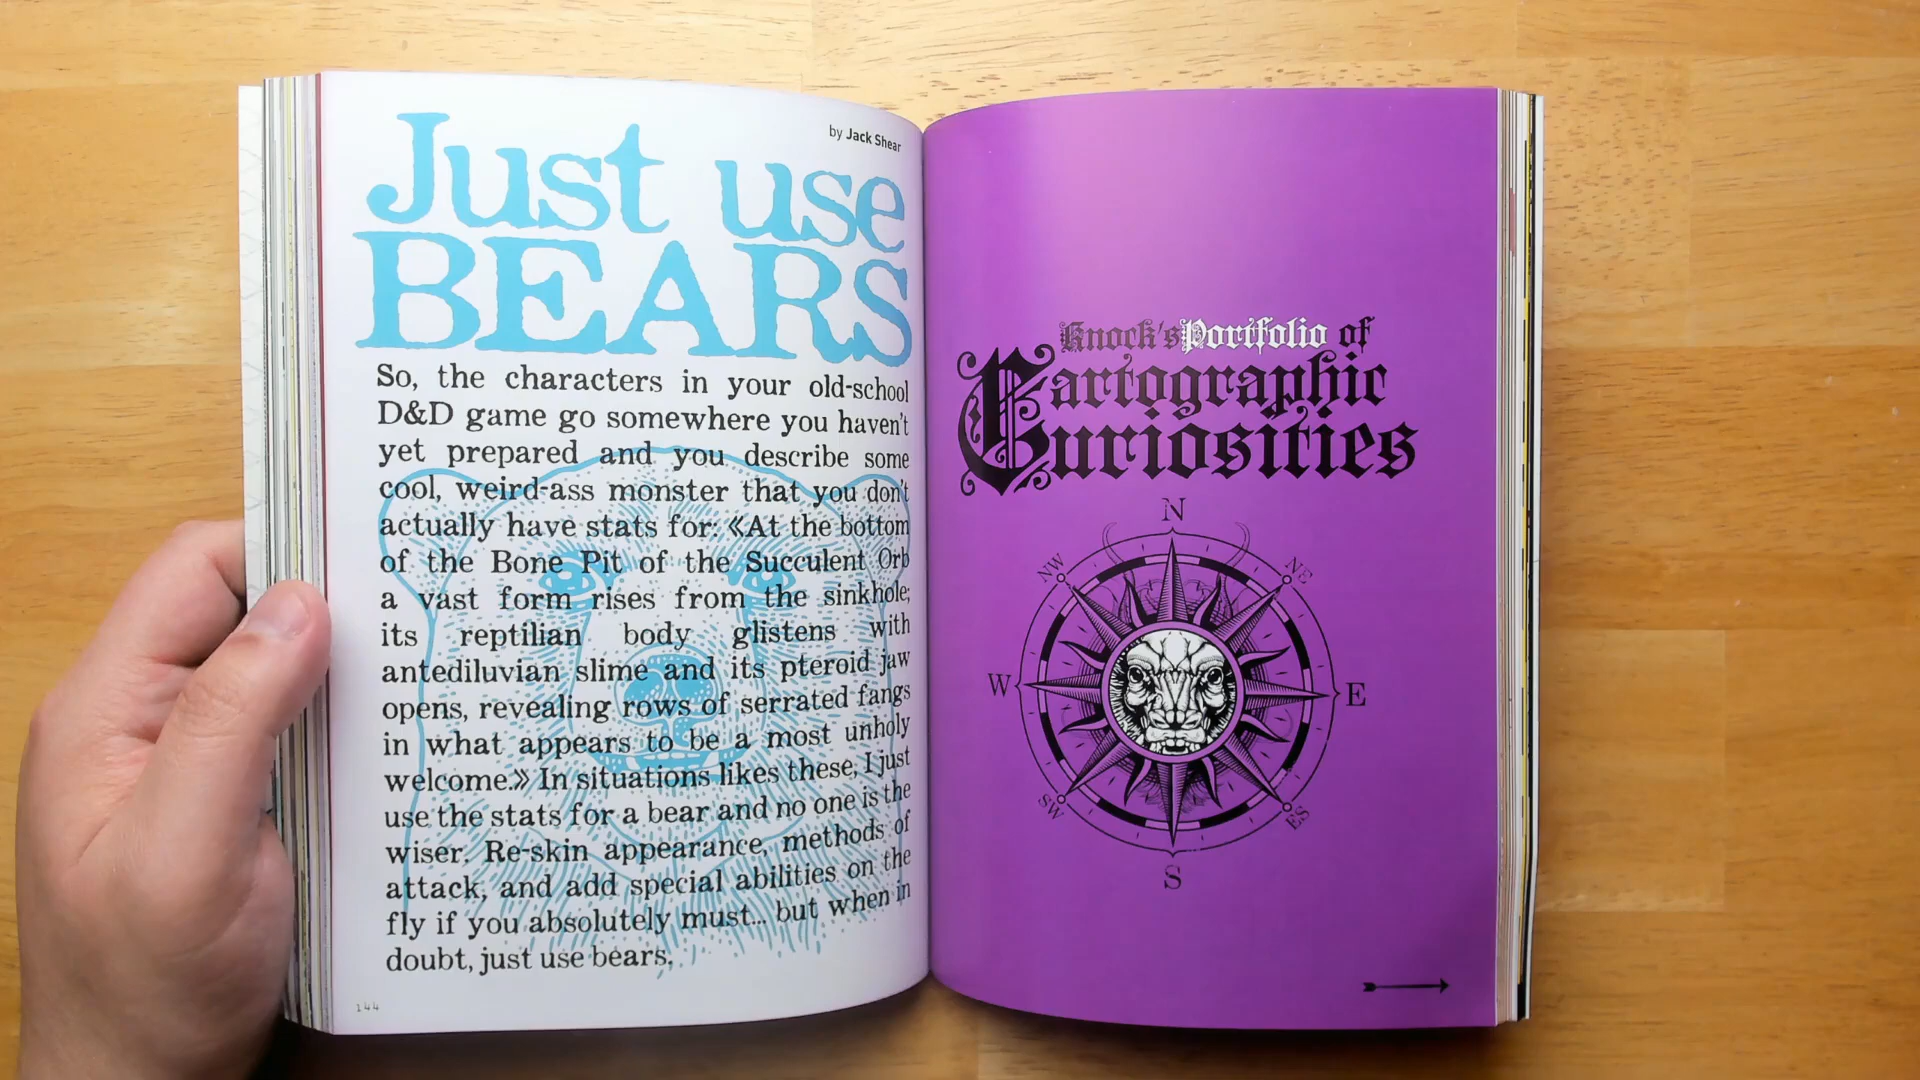 by Jack Shear
Just use
BEARS
So, the characters in your old-school
D&D game go somewhere you haven't
yet prepared and you describe some
cool, weird-ass monster that you don't
actually have stats for: «At the bottom
of the Bone Pit of the Succulent Orb
a vast form rises from the sinkhole;
its reptilian body glistens with
antediluvian slime and its pteroid jaw
opens, revealing rows of serrated fangs
in what appears to be a most unholy
welcome.» In situations likes these, I just
use the stats for a bear and no one is the
wiser. Re-skin appearance, methods of
attack, and add special abilities on the
fly if you absolutely must... but when in
doubt, just use bears.
144
Knock's Portfolio of
Cartographic
Curiosities
N
NW
NE
W
E
SW
ES
S